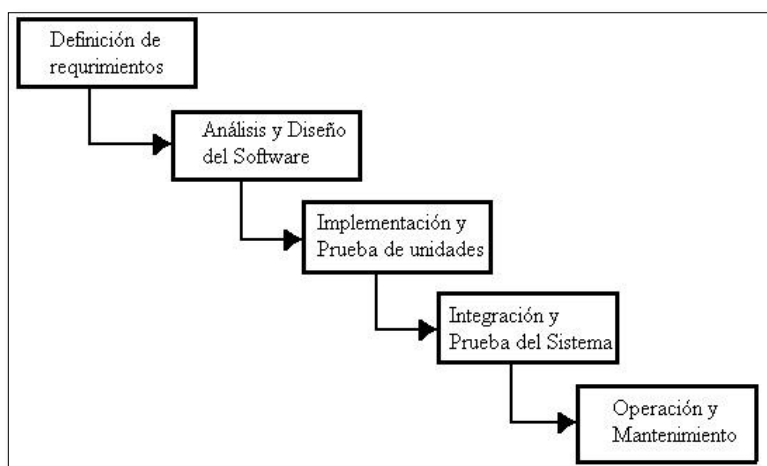 Definición de
requrimientos
Análisis y Diseño
del Software
Implementación y
Prueba de unidades
Integración y
Prueba del Sistema
Operación y
Mantenimiento